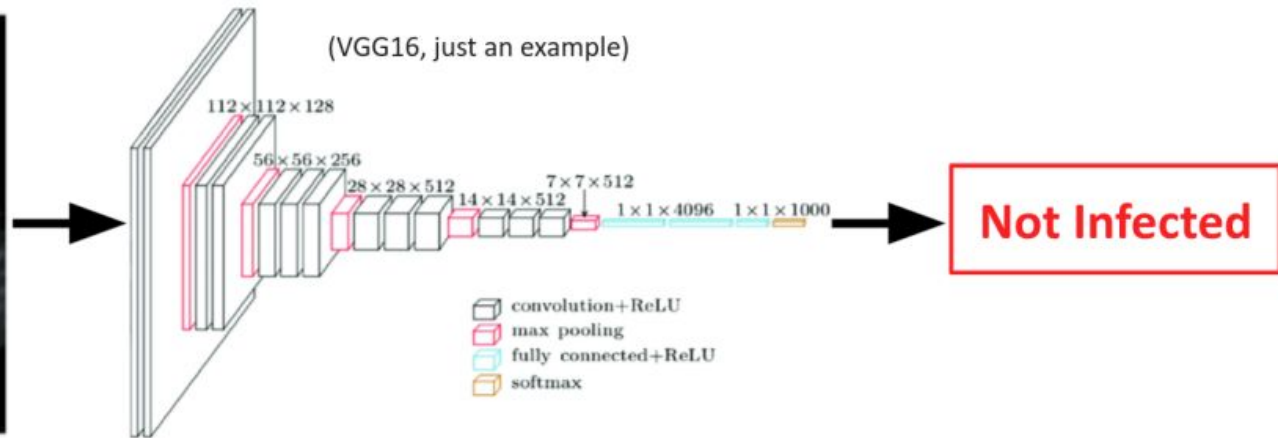 (VGG16, just an example)
112×112×128
56×56×256
28×28×512
14×14×512
7×7×512
1×1×4096
1×1×1000
Not Infected
convolution+ReLU
max pooling
fully connected+ReLU
softmax